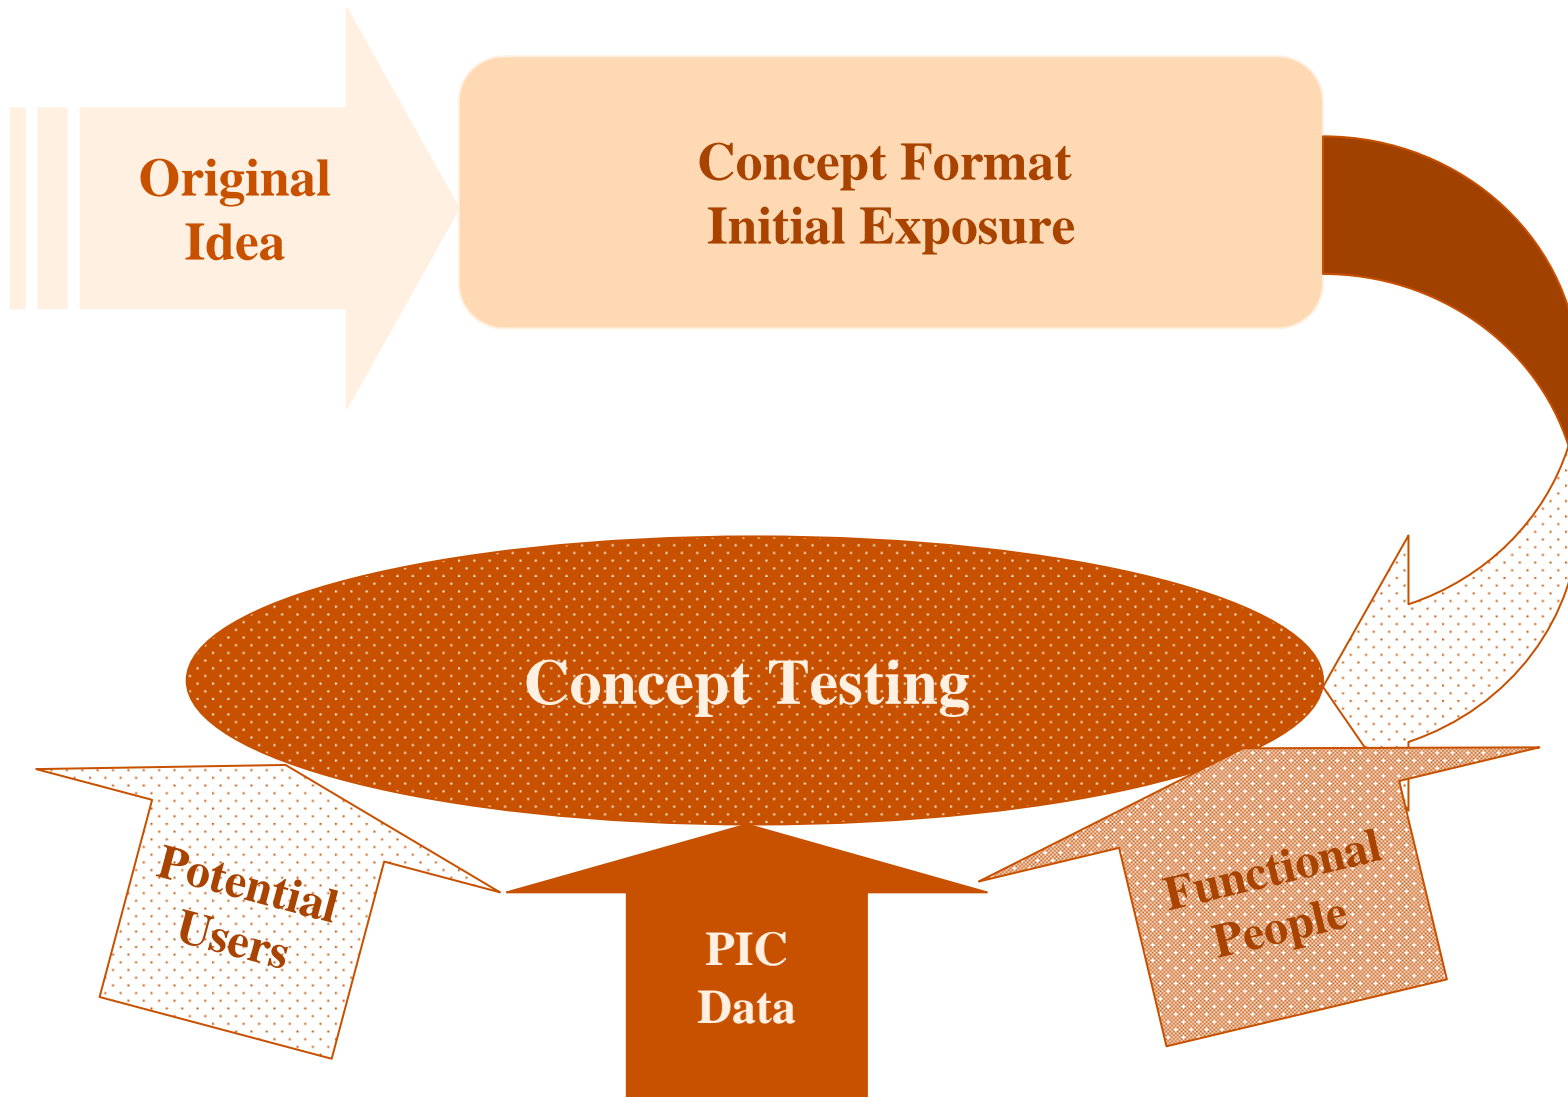 Original
Idea
Concept Format
Initial Exposure
Concept Testing
Potential
Users
PIC
Data
Functional
People